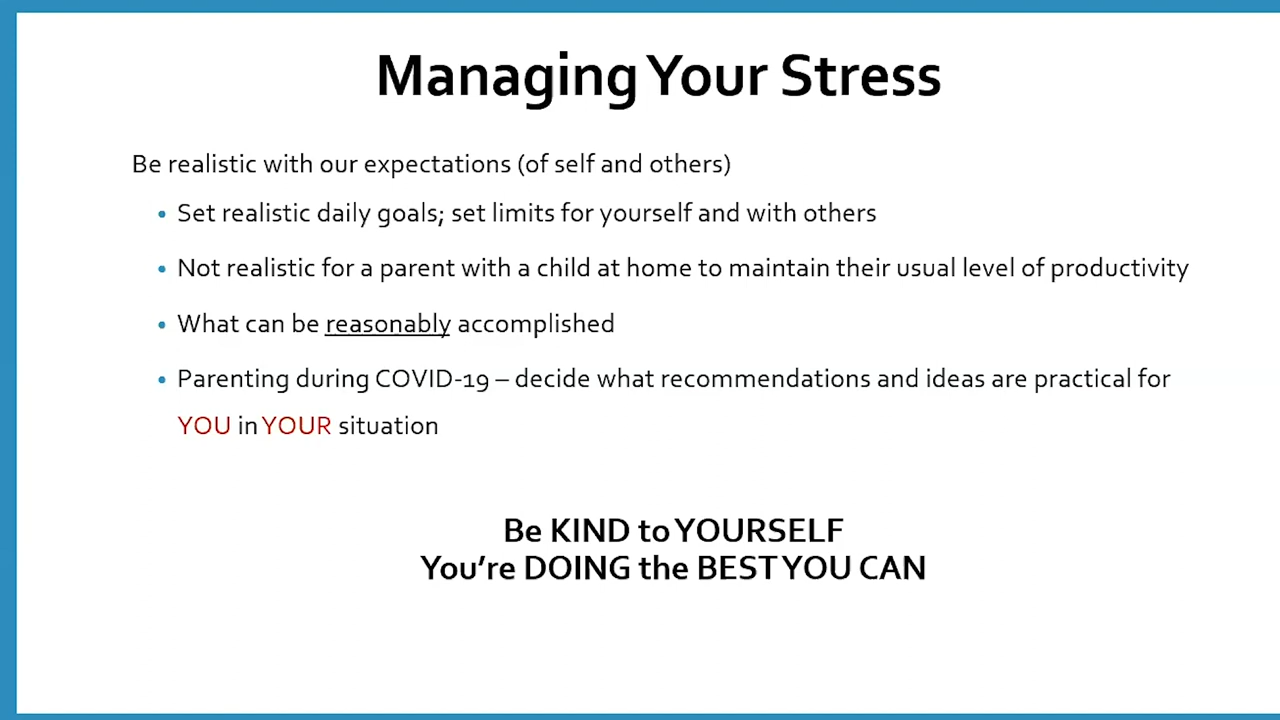 Managing Your Stress
Be realistic with our expectations (of self and others)
• Set realistic daily goals; set limits for yourself and with others
• Not realistic for a parent with a child at home to maintain their usual level of productivity
• What can be reasonably accomplished
• Parenting during COVID-19 – decide what recommendations and ideas are practical for
YOU in YOUR situation
Be KIND to YOURSELF
You're DOING the BEST YOU CAN